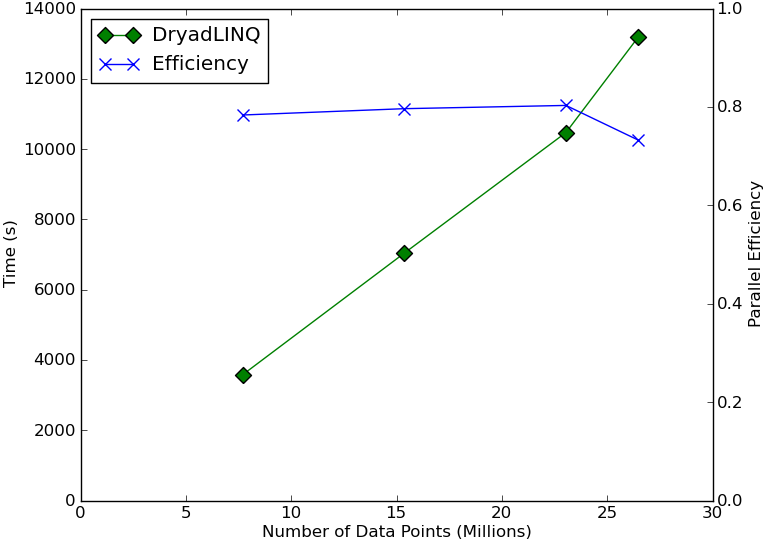 DryadLINQ
Efficiency
14000
12000
10000
8000
6000
4000
2000
0
Time (s)
1.0
0.8
0.6
0.4
0.2
0.0
Parallel Efficiency
0 5 10 15 20 25 30
Number of Data Points (Millions)